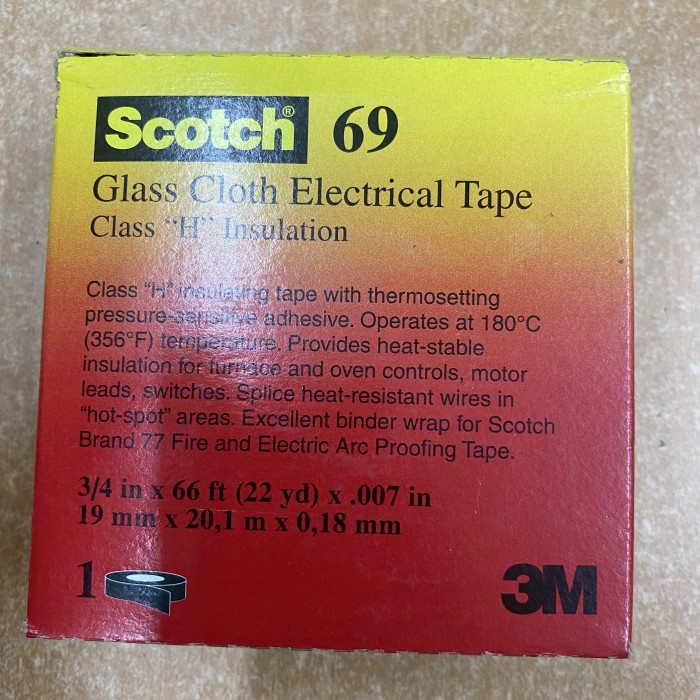 Scotch® 69
Glass Cloth Electrical Tape
Class “H” Insulation
Class “H” insulating tape with thermosetting
pressure-sensitive adhesive. Operates at 180°C
(356°F) temperature. Provides heat-stable
insulation for furnace and oven controls, motor
leads, switches. Splice heat-resistant wires in
“hot-spot” areas. Excellent binder wrap for Scotch
Brand 77 Fire and Electric Arc Proofing Tape.
3/4 in x 66 ft (22 yd) x .007 in
19 mm x 20,1 m x 0,18 mm
1
3M